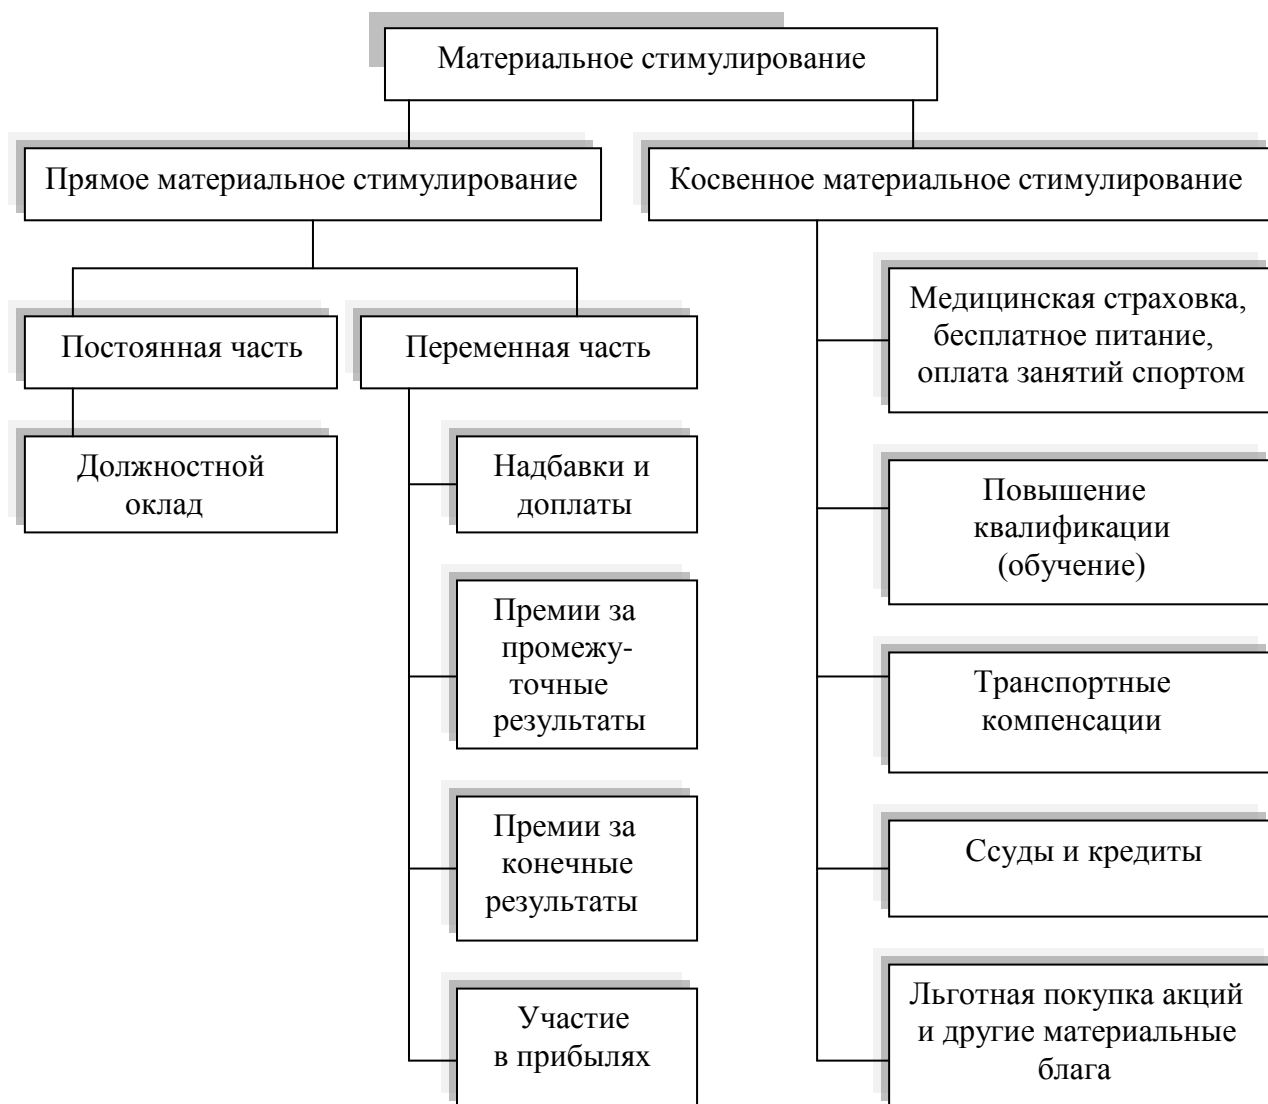 Материальное стимулирование
Прямое материальное стимулирование
Косвенное материальное стимулирование
Постоянная часть
Должностной
оклад
Переменная часть
Надбавки и
доплаты
Премии за
промежу-
точные
результаты
Премии за
конечные
результаты
Участие
в прибылях
Медицинская страховка,
бесплатное питание,
оплата занятий спортом
Повышение
квалификации
(обучение)
Транспортные
компенсации
Ссуды и кредиты
Льготная покупка акций
и другие материальные
блага